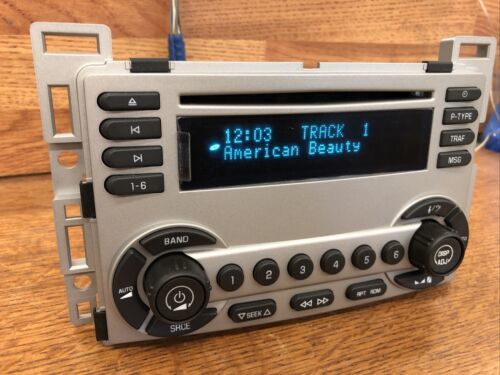 12:03 TRACK 1
American Beauty
P-TYPE
TRAF
MSG
1-6
BAND
AUTO
SRCE
1 2 3 4 5 6
SEEK
RPT RDM
i/?
DISP
ADJ